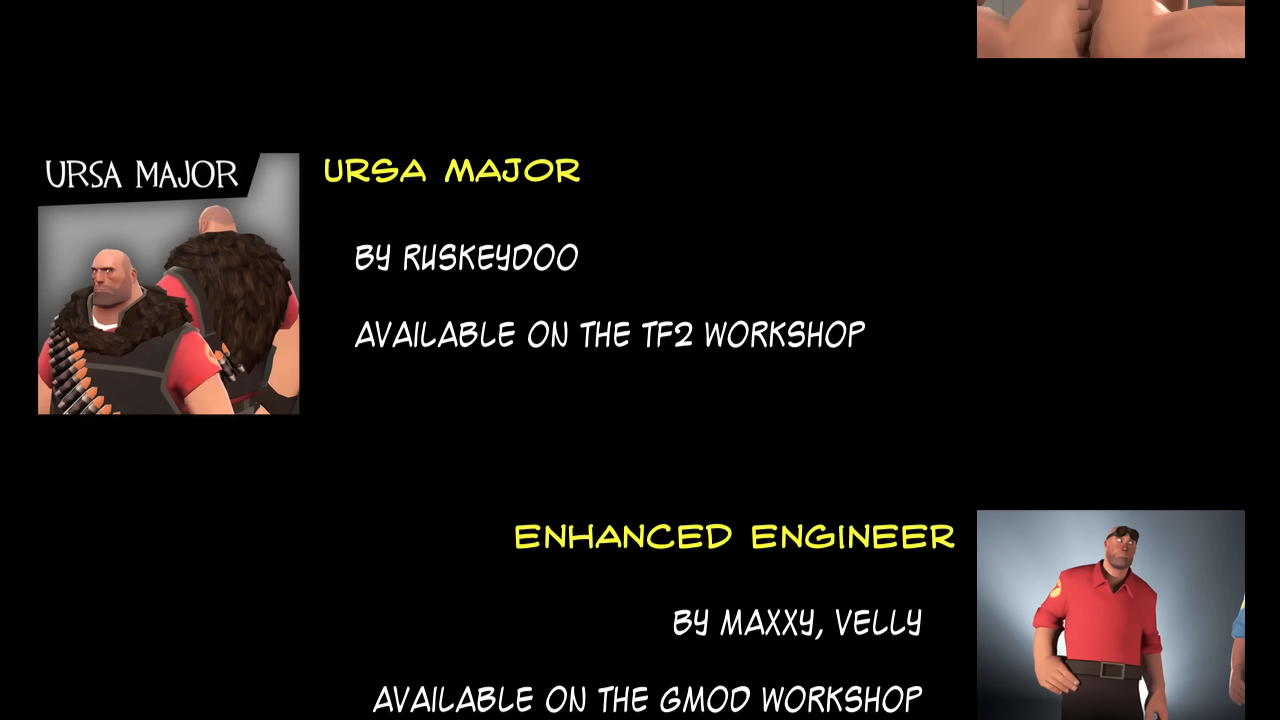 URSA MAJOR
URSA MAJOR
BY RUSKEYDOO
AVAILABLE ON THE TF2 WORKSHOP
ENHANCED ENGINEER
BY MAXXY, VELLY
AVAILABLE ON THE GMOD WORKSHOP